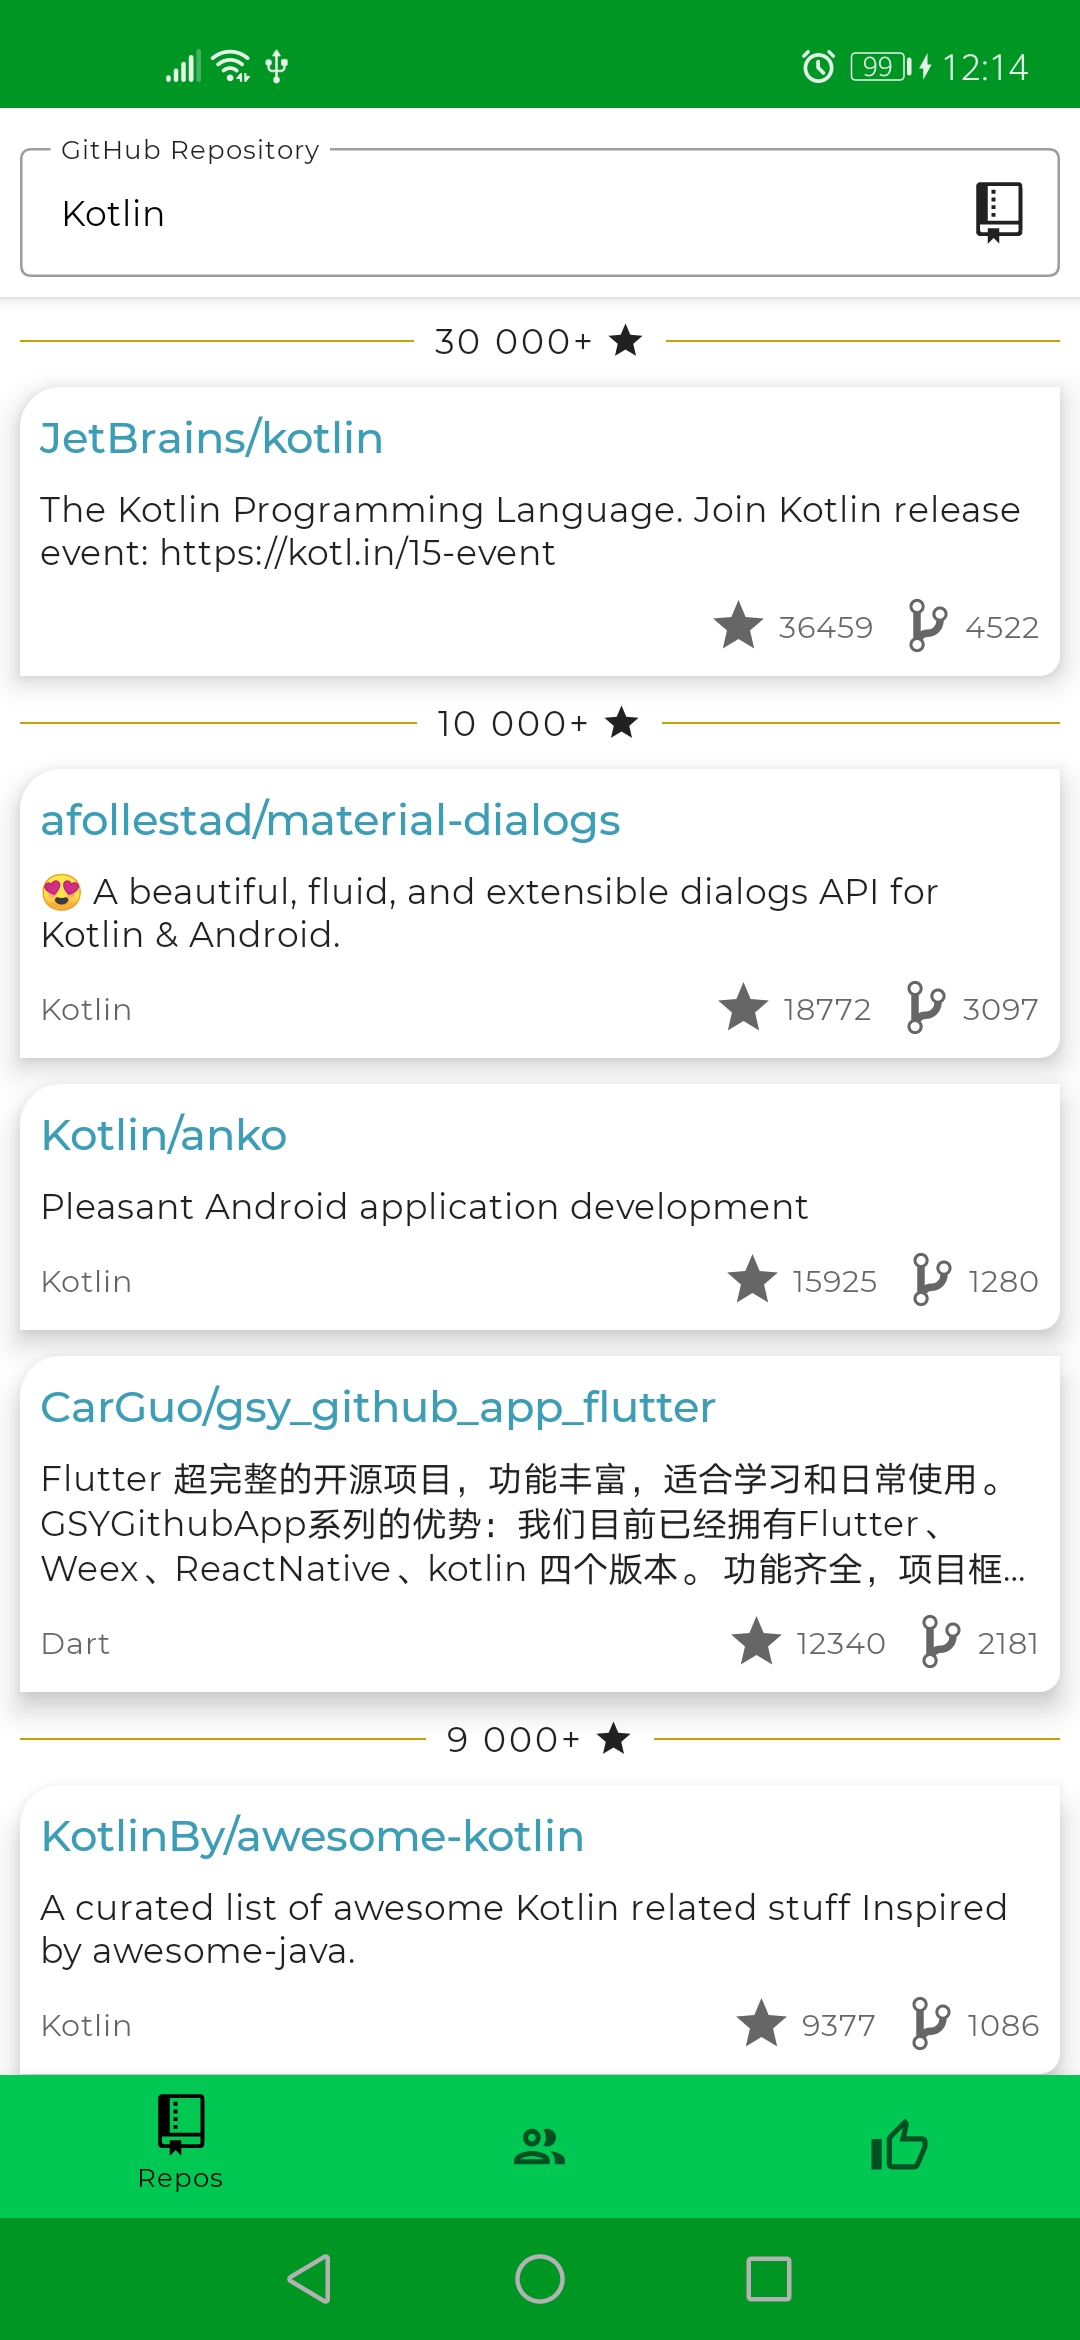 99 12:14
GitHub Repository
Kotlin
30 000+
JetBrains/kotlin
The Kotlin Programming Language. Join Kotlin release
event: https://kotl.in/15-event
36459 4522
10 000+
afollestad/material-dialogs
😍 A beautiful, fluid, and extensible dialogs API for
Kotlin & Android.
Kotlin 18772 3097
Kotlin/anko
Pleasant Android application development
Kotlin 15925 1280
CarGuo/gsy_github_app_flutter
Flutter 超完整的开源项目，功能丰富，适合学习和日常使用。
GSYGithubApp系列的优势：我们目前已经拥有Flutter、
Weex、ReactNative、kotlin 四个版本。 功能齐全，项目框...
Dart 12340 2181
9 000+
KotlinBy/awesome-kotlin
A curated list of awesome Kotlin related stuff Inspired
by awesome-java.
Kotlin 9377 1086
Repos